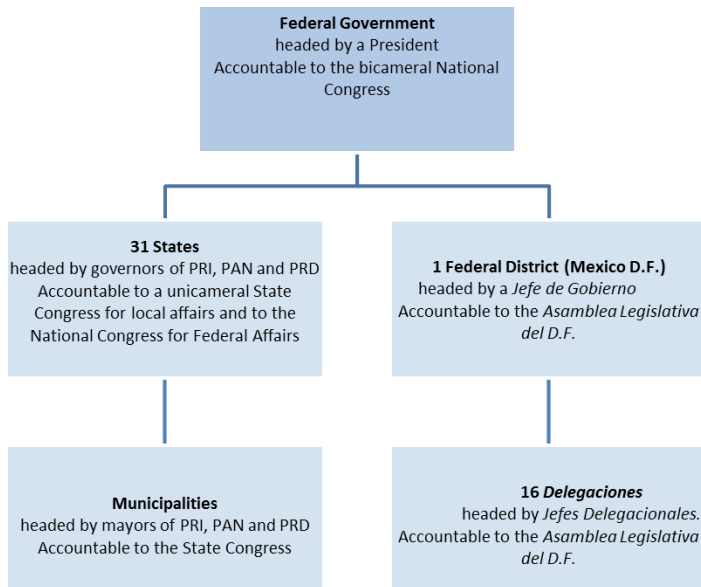 Federal Government
headed by a President
Accountable to the bicameral National
Congress
31 States
headed by governors of PRI, PAN and PRD
Accountable to a unicameral State
Congress for local affairs and to the
National Congress for Federal Affairs
1 Federal District (Mexico D.F.)
headed by a Jefe de Gobierno
Accountable to the Asamblea Legislativa
del D.F.
Municipalities
headed by mayors of PRI, PAN and PRD
Accountable to the State Congress
16 Delegaciones
headed by Jefes Delegacionales.
Accountable to the Asamblea Legislativa
del D.F.